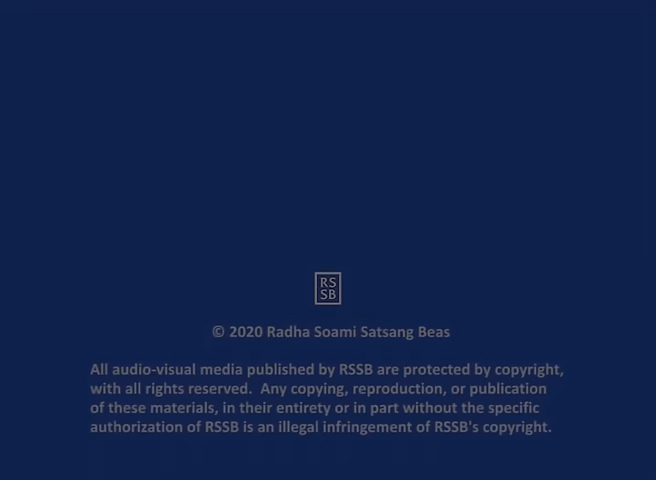 RS
SB
© 2020 Radha Soami Satsang Beas
All audio-visual media published by RSSB are protected by copyright,
with all rights reserved.  Any copying, reproduction, or publication
of these materials, in their entirety or in part without the specific
authorization of RSSB is an illegal infringement of RSSB's copyright.